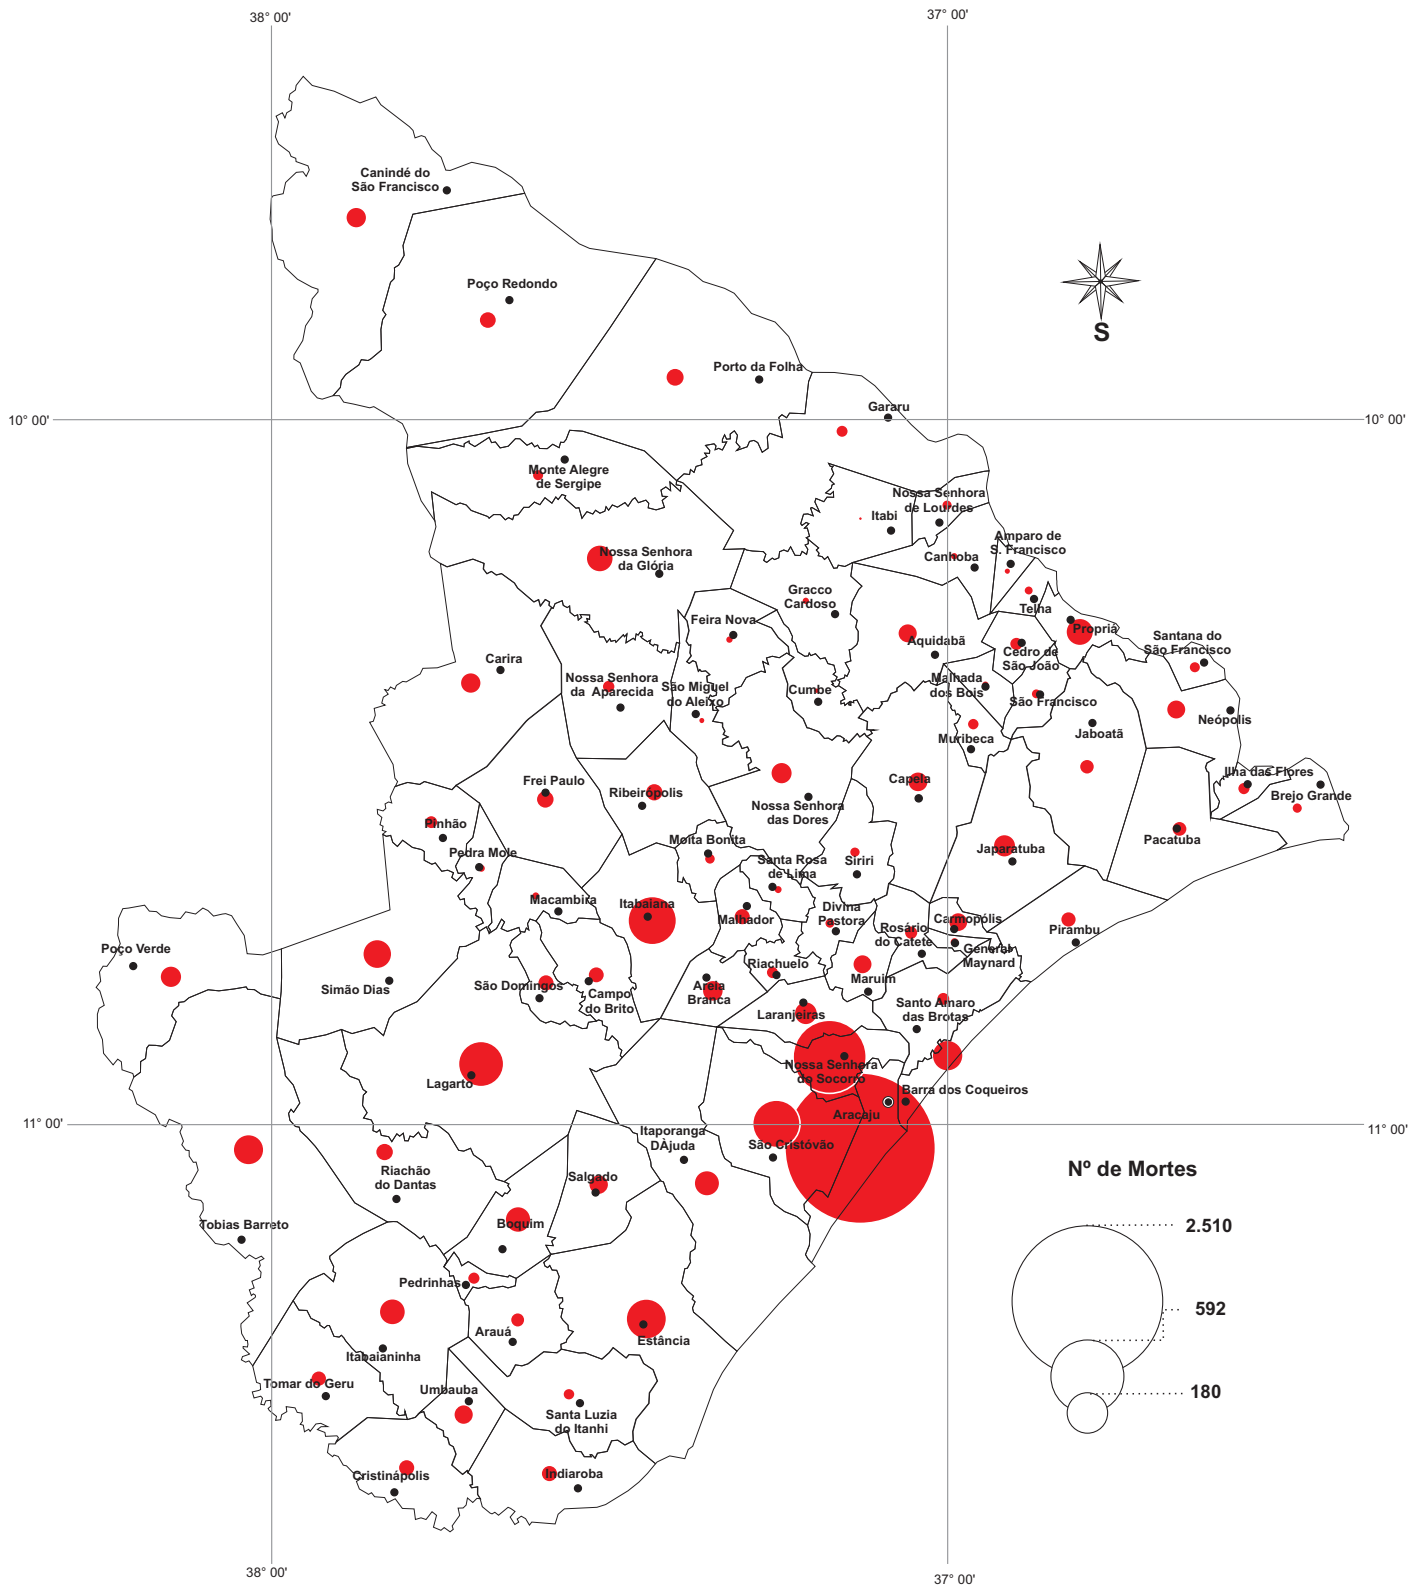 38° 00'
37° 00'
Canindé do
São Francisco
Poço Redondo
S
Porto da Folha
Gararu
10° 00'
10° 00'
Monte Alegre
de Sergipe
Nossa Senhora
de Lourdes
Itabi
Amparo de
S. Francisco
Canhoba
Nossa Senhora
da Glória
Gracco
Cardoso
Telha
Feira Nova
Propriá
Aquidabã
Santana do
São Francisco
Cedro de
São João
Carira
Nossa Senhora
da Aparecida
São Miguel
do Aleixo
Cumbe
Malhada
dos Bois
São Francisco
Neópolis
Jaboatã
Muribeca
Frei Paulo
Ribeirópolis
Capela
Ilha das Flores
Brejo Grande
Nossa Senhora
das Dores
Pinhão
Moita Bonita
Pacatuba
Pedra Mole
Santa Rosa
de Lima
Siriri
Japaratuba
Macambira
Itabaiana
Malhador
Divina
Pastora
Carmopólis
Rosário
do Catete
Pirambu
Poço Verde
General
Maynard
Riachuelo
Simão Dias
São Domingos
Campo
do Brito
Areia
Branca
Maruim
Santo Amaro
das Brotas
Laranjeiras
Nossa Senhora
do Socorro
Lagarto
Barra dos Coqueiros
Aracaju
11° 00'
11° 00'
Itaporanga
DÀjuda
São Cristóvão
Nº de Mortes
Riachão
do Dantas
Salgado
Tobias Barreto
Boquim
2.510
Pedrinhas
592
Arauá
Estância
Itabaianinha
Tomar do Geru
Umbauba
180
Santa Luzia
do Itanhi
Cristinápolis
Indiaroba
38° 00'
37° 00'